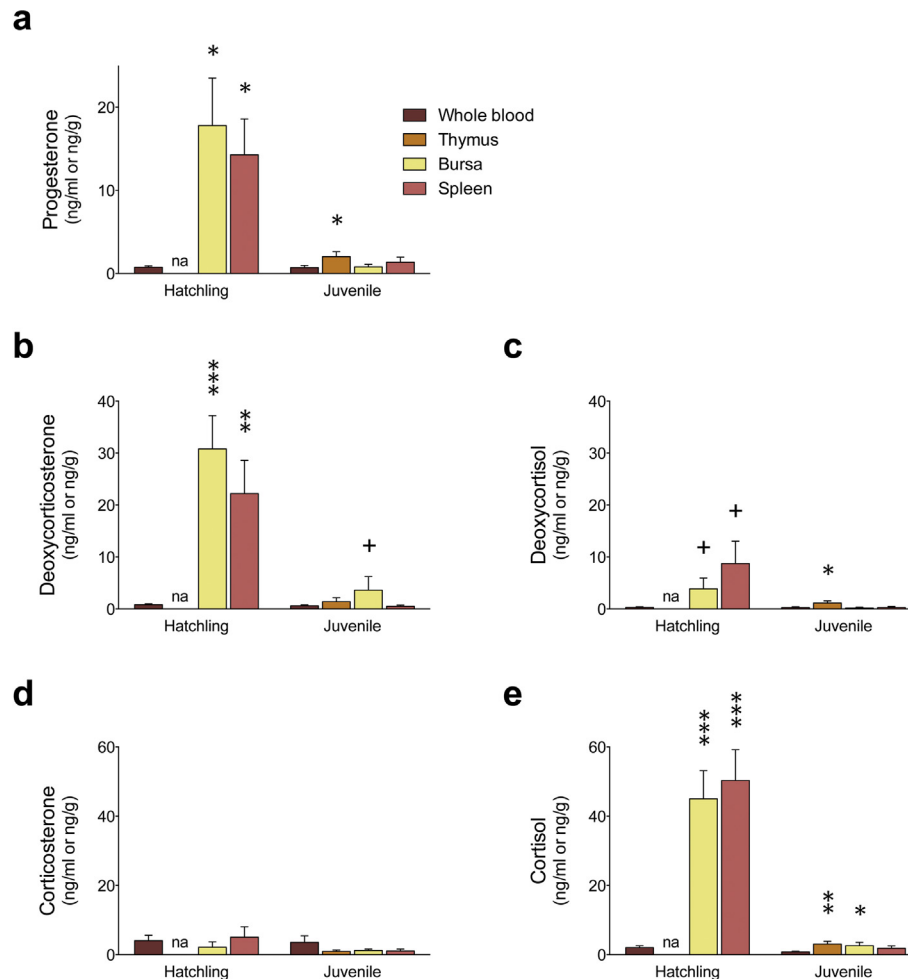 a
Progesterone
(ng/ml or ng/g)
20
10
0
*
*
*
na
Hatchling
Juvenile
Whole blood
Thymus
Bursa
Spleen
b
Deoxycorticosterone
(ng/ml or ng/g)
40
30
20
10
0
***
**
+
na
Hatchling
Juvenile
c
Deoxycortisol
(ng/ml or ng/g)
40
30
20
10
0
+
+
*
na
Hatchling
Juvenile
d
Corticosterone
(ng/ml or ng/g)
60
40
20
0
na
Hatchling
Juvenile
e
Cortisol
(ng/ml or ng/g)
60
40
20
0
***
***
**
*
na
Hatchling
Juvenile